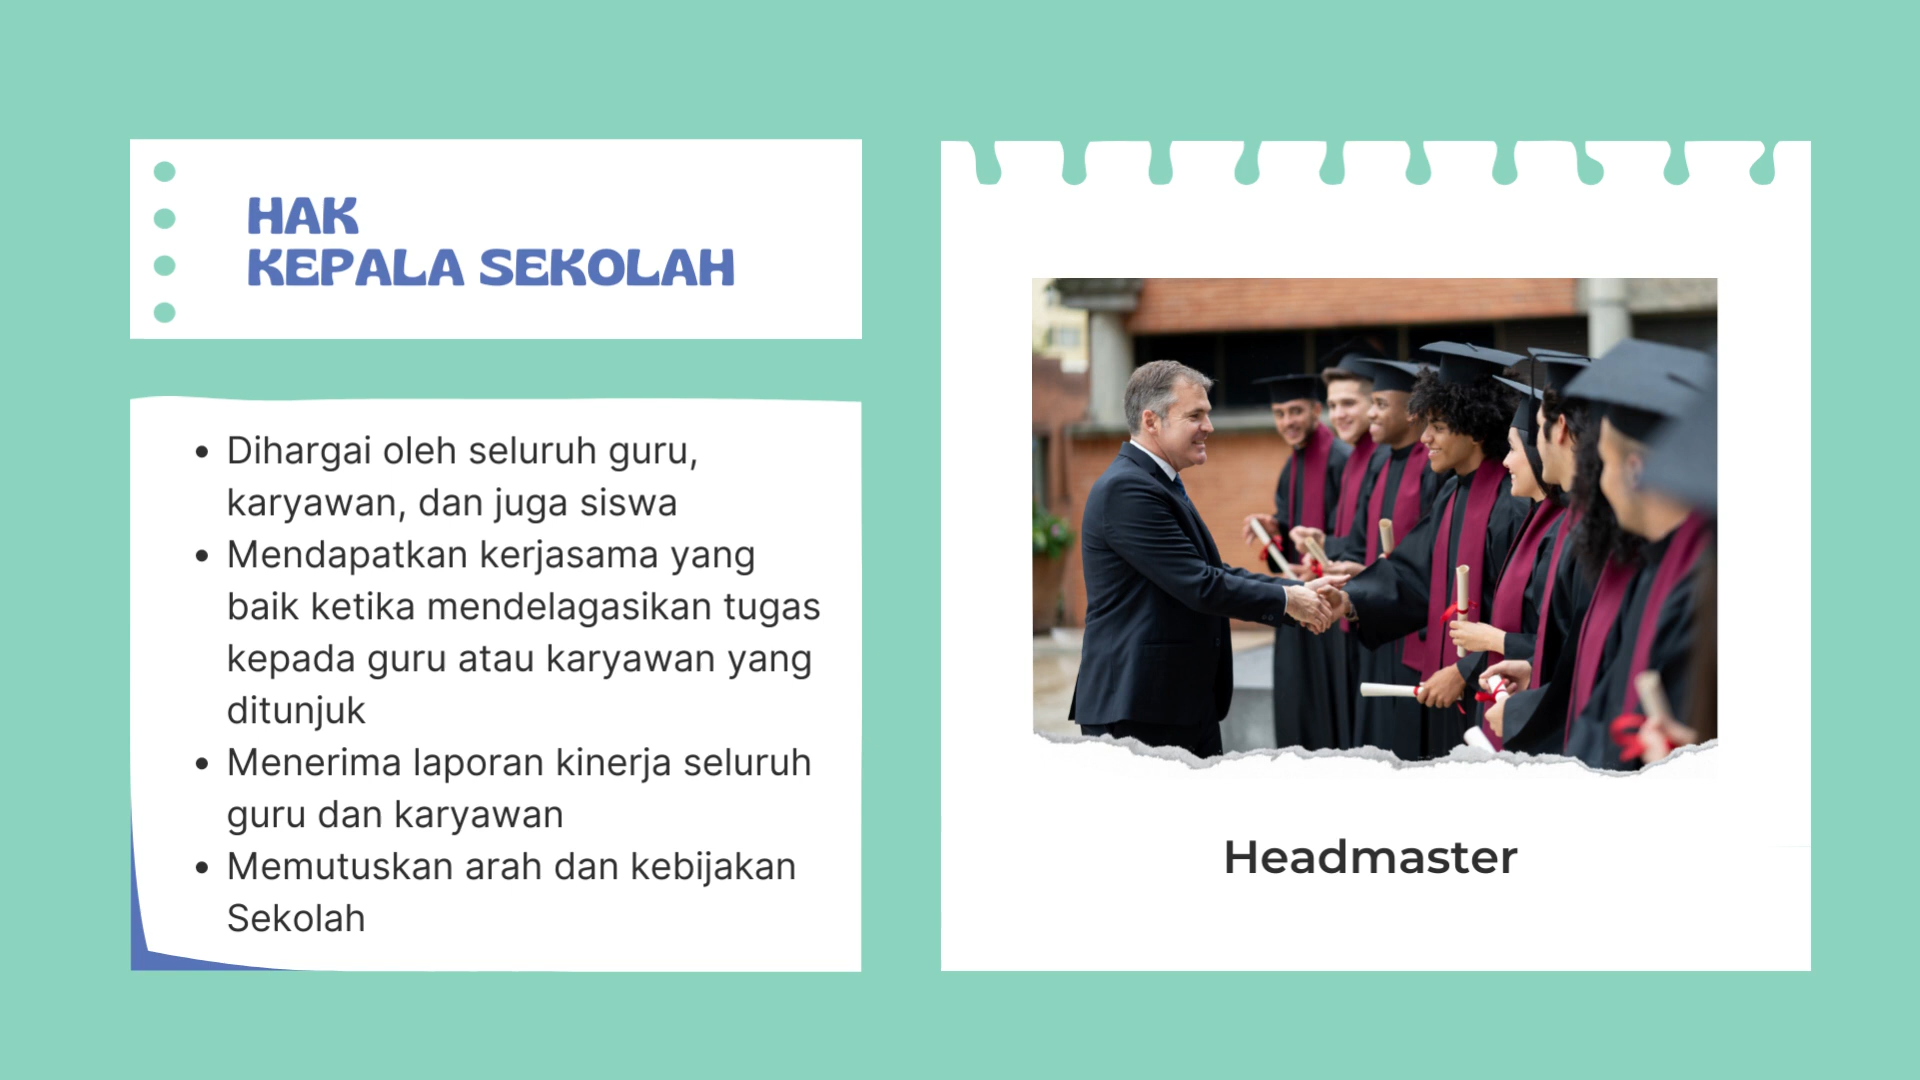 HAK
KEPALA SEKOLAH
• Dihargai oleh seluruh guru,
karyawan, dan juga siswa
• Mendapatkan kerjasama yang
baik ketika mendelagasikan tugas
kepada guru atau karyawan yang
ditunjuk
• Menerima laporan kinerja seluruh
guru dan karyawan
• Memutuskan arah dan kebijakan
Sekolah
Headmaster